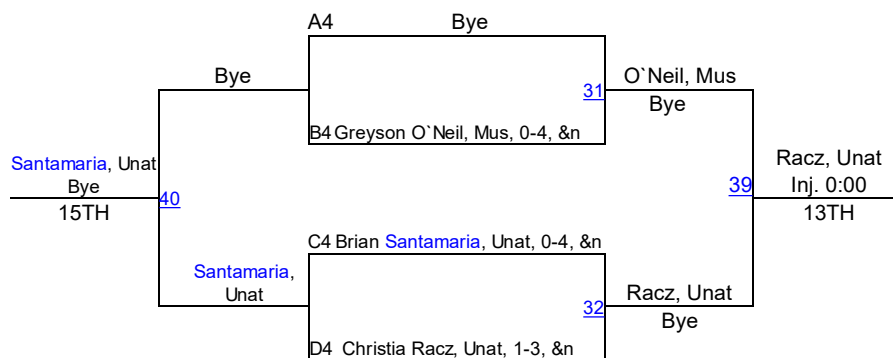 A4
Bye
Bye
31
O`Neil, Mus
Bye
B4 Greyson O`Neil, Mus, 0-4, &n
Santamaria, Unat
Bye
15TH
40
39
Racz, Unat
Inj. 0:00
13TH
C4 Brian Santamaria, Unat, 0-4, &n
Santamaria,
Unat
32
Racz, Unat
Bye
D4 Christia Racz, Unat, 1-3, &n